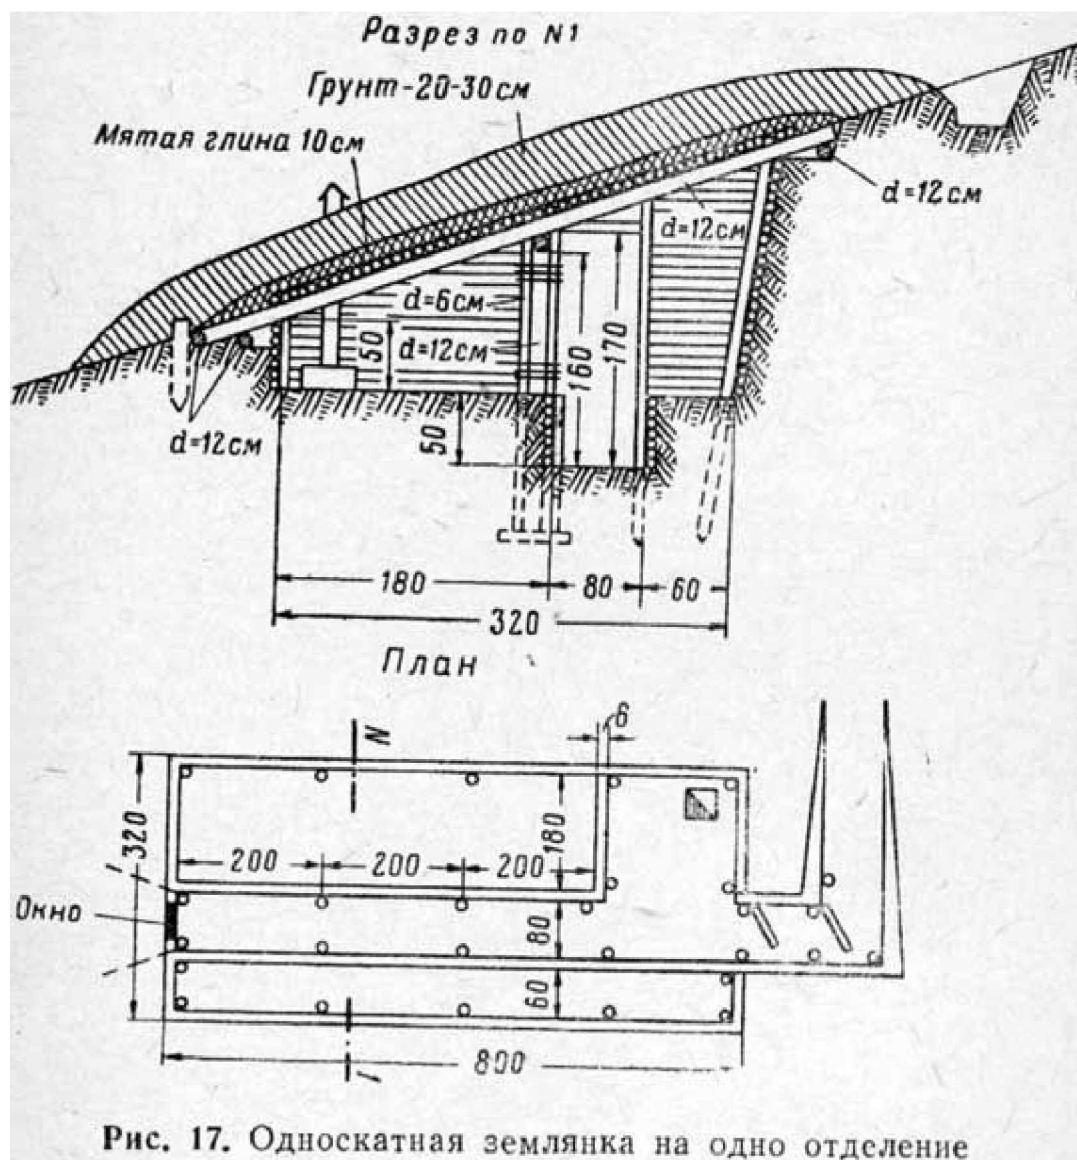 Разрез по N1
Грунт-20-30см
Мятая глина 10см
d=12см
d=12см
d=6см
d=12см
50
160
170
50
d=12см
180
80
60
320
План
6
N
320
200
200
200
180
1
Окно
80
60
800
1
Рис. 17. Односкатная землянка на одно отделение